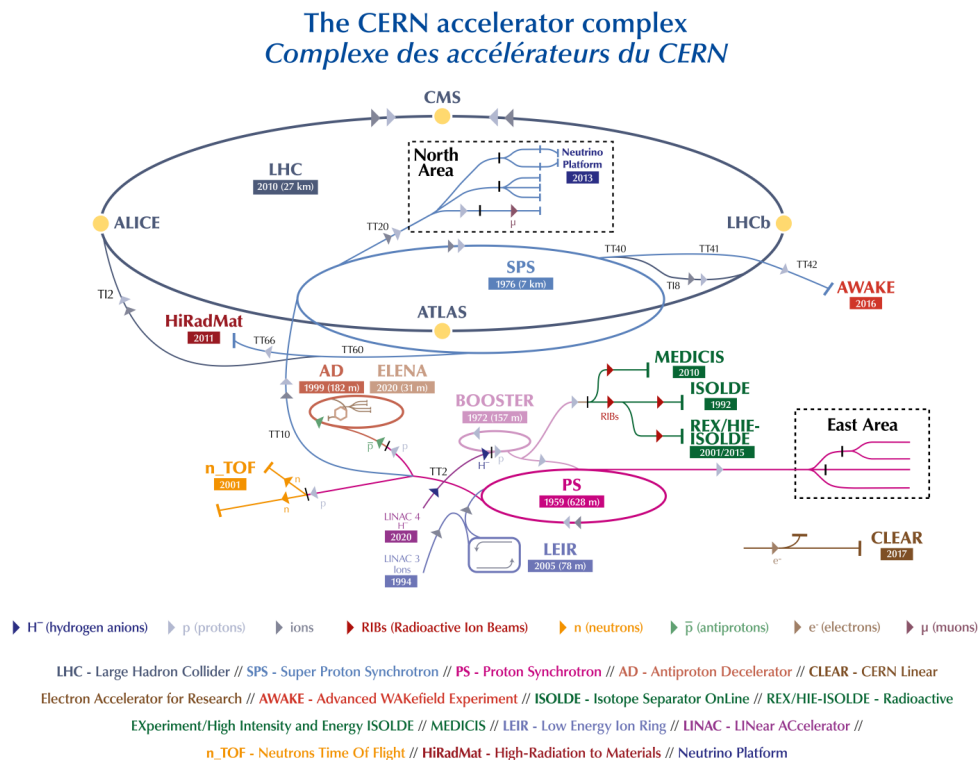 The CERN accelerator complex
Complexe des accélérateurs du CERN
CMS
North
Area
Neutrino
Platform
2013
LHC
2010 (27 km)
μ
ALICE
LHCb
TT20
TT40
TT41
SPS
1976 (7 km)
TT42
TI8
TI2
AWAKE
2016
ATLAS
HiRadMat
2011
TT66
TT60
MEDICIS
2010
AD
1999 (182 m)
ELENA
2020 (31 m)
ISOLDE
1992
BOOSTER
1972 (157 m)
RIBs
REX/HIE-
ISOLDE
2001/2015
East Area
TT10
p̅
p
p
H⁻
TT2
n_TOF
2001
n
n
p
PS
1959 (628 m)
LINAC 4
H⁻
2020
LINAC 3
Ions
1994
LEIR
2005 (78 m)
CLEAR
2017
e⁻
H⁻ (hydrogen anions)
p (protons)
ions
RIBs (Radioactive Ion Beams)
n (neutrons)
p̅ (antiprotons)
e⁻ (electrons)
μ (muons)
LHC - Large Hadron Collider // SPS - Super Proton Synchrotron // PS - Proton Synchrotron // AD - Antiproton Decelerator // CLEAR - CERN Linear
Electron Accelerator for Research // AWAKE - Advanced WAKefield Experiment // ISOLDE - Isotope Separator OnLine // REX/HIE-ISOLDE - Radioactive
EXperiment/High Intensity and Energy ISOLDE // MEDICIS // LEIR - Low Energy Ion Ring // LINAC - LINear ACcelerator //
n_TOF - Neutrons Time Of Flight // HiRadMat - High-Radiation to Materials // Neutrino Platform